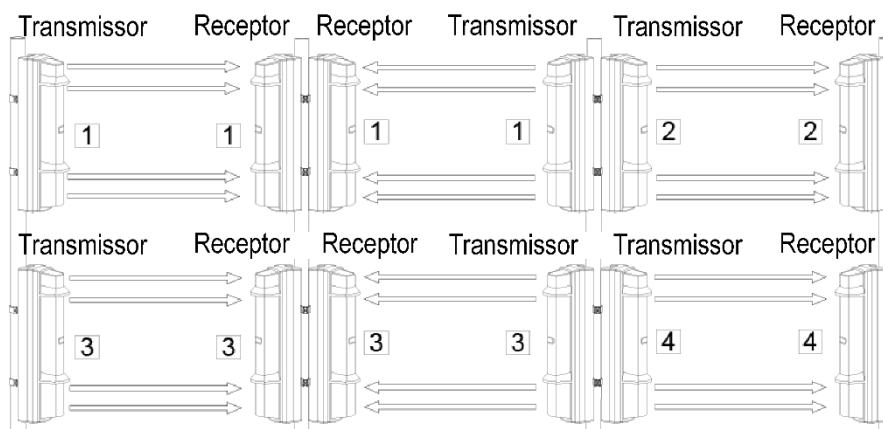 Transmissor Receptor Receptor Transmissor Transmissor Receptor
1 1 1 1 2 2
Transmissor Receptor Receptor Transmissor Transmissor Receptor
3 3 3 3 4 4